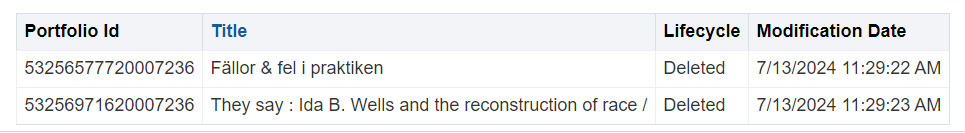 Portfolio Id Title Lifecycle Modification Date
53256577720007236 Fällor & fel i praktiken Deleted 7/13/2024 11:29:22 AM
53256971620007236 They say : Ida B. Wells and the reconstruction of race / Deleted 7/13/2024 11:29:23 AM